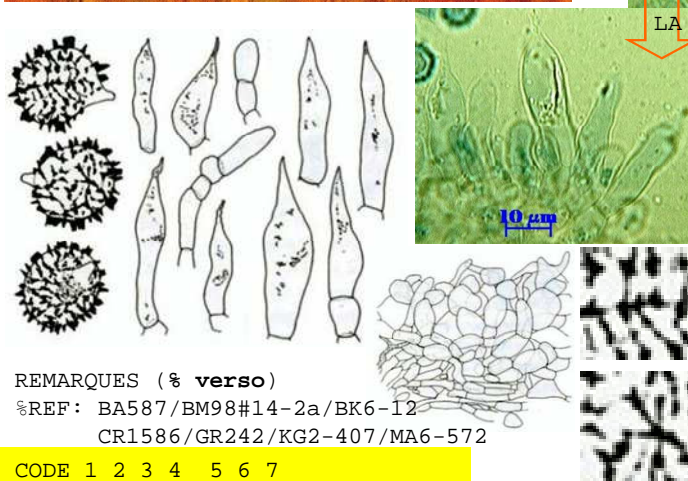 LA
10 µm
REMARQUES (% verso)
%REF: BA587/BM98#14-2a/BK6-12
CR1586/GR242/KG2-407/MA6-572
CODE 1 2 3 4 5 6 7